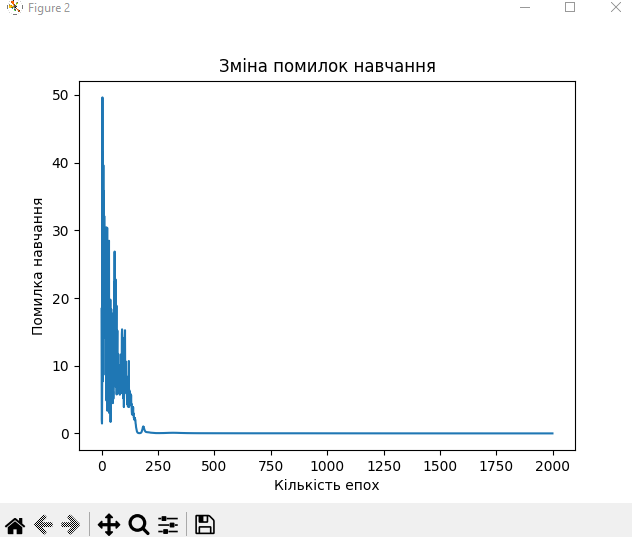 Figure 2
Зміна помилок навчання
50
40
30
20
10
0
Помилка навчання
0 250 500 750 1000 1250 1500 1750 2000
Кількість епох